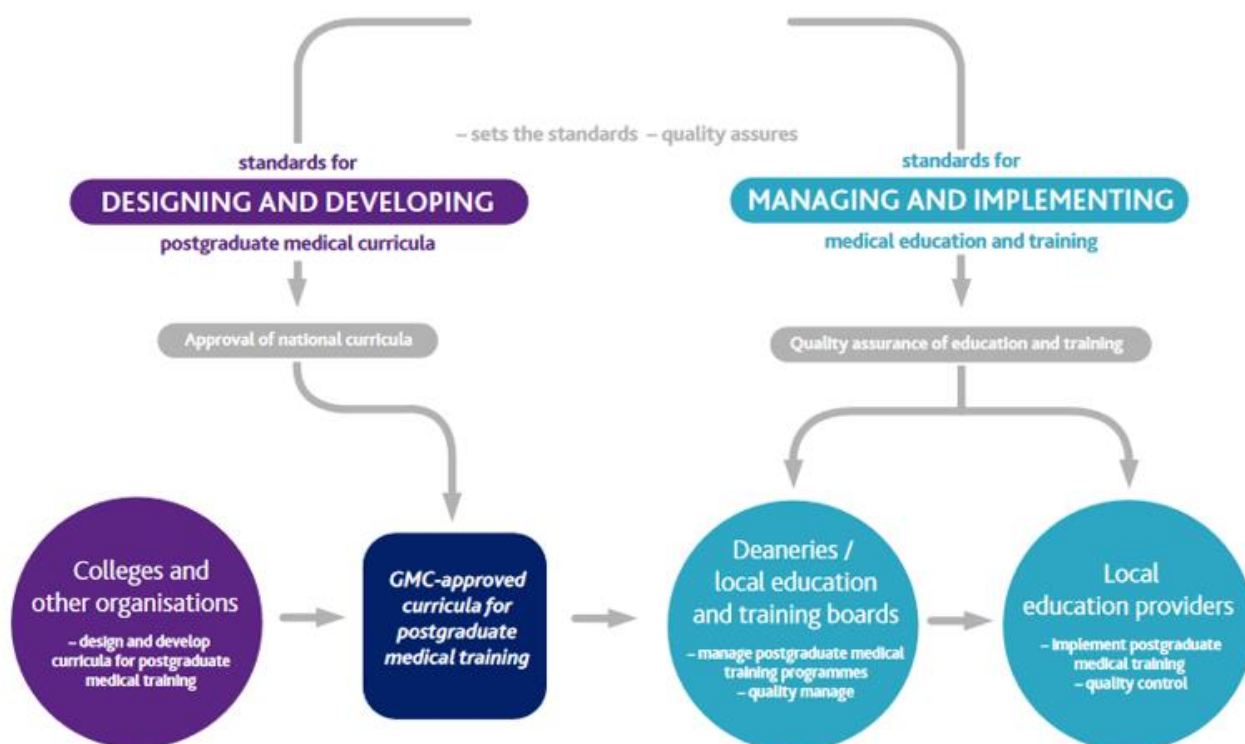 – sets the standards – quality assures
standards for
DESIGNING AND DEVELOPING
postgraduate medical curricula
standards for
MANAGING AND IMPLEMENTING
medical education and training
Approval of national curricula
Quality assurance of education and training
Colleges and
other organisations
– design and develop
curricula for postgraduate
medical training
GMC-approved
curricula for
postgraduate
medical training
Deaneries /
local education
and training boards
– manage postgraduate medical
training programmes
– quality manage
Local
education providers
– implement postgraduate
medical training
– quality control